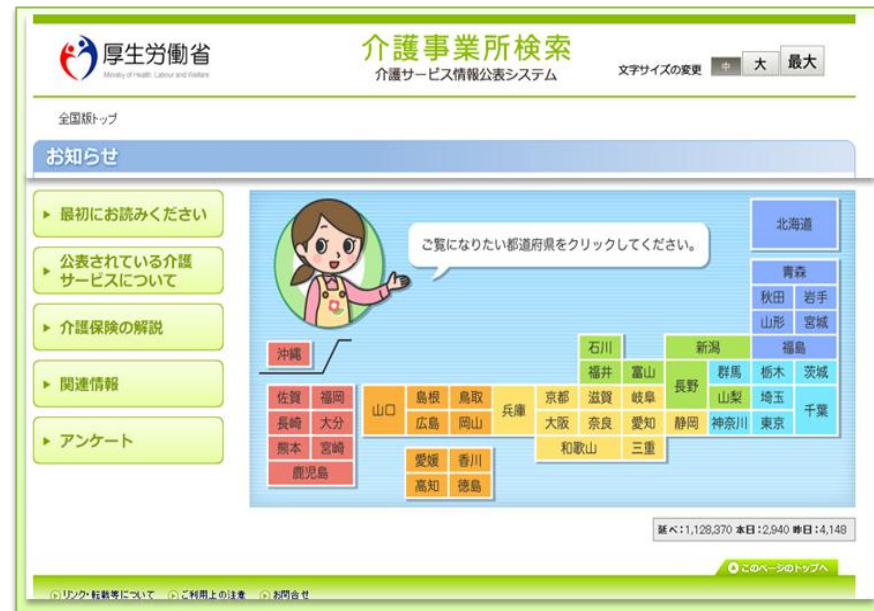 厚生労働省
Ministry of Health, Labour and Welfare
介護事業所検索
介護サービス情報公表システム
文字サイズの変更 中 大 最大
全国版トップ
お知らせ
最初にお読みください
公表されている介護
サービスについて
介護保険の解説
関連情報
アンケート
ご覧になりたい都道府県をクリックしてください。
北海道
青森
秋田 岩手
山形 宮城
沖縄 石川 新潟 福島
福井 富山 長野 群馬 栃木 茨城
佐賀 福岡 山口 島根 鳥取 兵庫 京都 滋賀 岐阜 山梨 埼玉 千葉
長崎 大分 広島 岡山 大阪 奈良 愛知 静岡 神奈川 東京
熊本 宮崎 和歌山 三重
鹿児島 愛媛 香川
高知 徳島
延べ:1,128,370 本日:2,940 昨日:4,148
このページのトップへ
リンク・転載等について ご利用上の注意 お問合せ